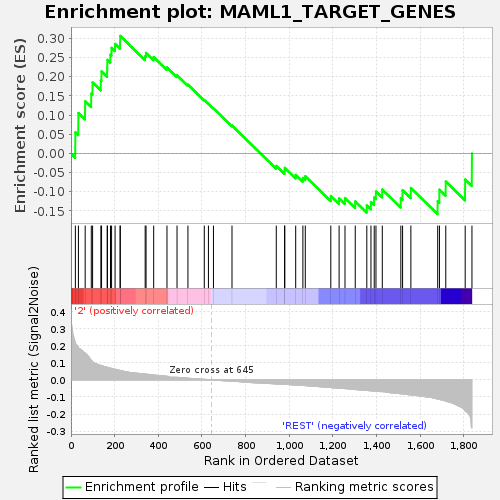 Enrichment plot: MAML1_TARGET_GENES
Enrichment score (ES)
0.30
0.25
0.20
0.15
0.10
0.05
0.00
-0.05
-0.10
-0.15
'2' (positively correlated)
Ranked list metric (Signal2Noise)
0.4
0.3
0.2
0.1
0.0
-0.1
-0.2
-0.3
Zero cross at 645
'REST' (negatively correlated)
0 200 400 600 800 1,000 1,200 1,400 1,600 1,800
Rank in Ordered Dataset
Enrichment profile Hits Ranking metric scores